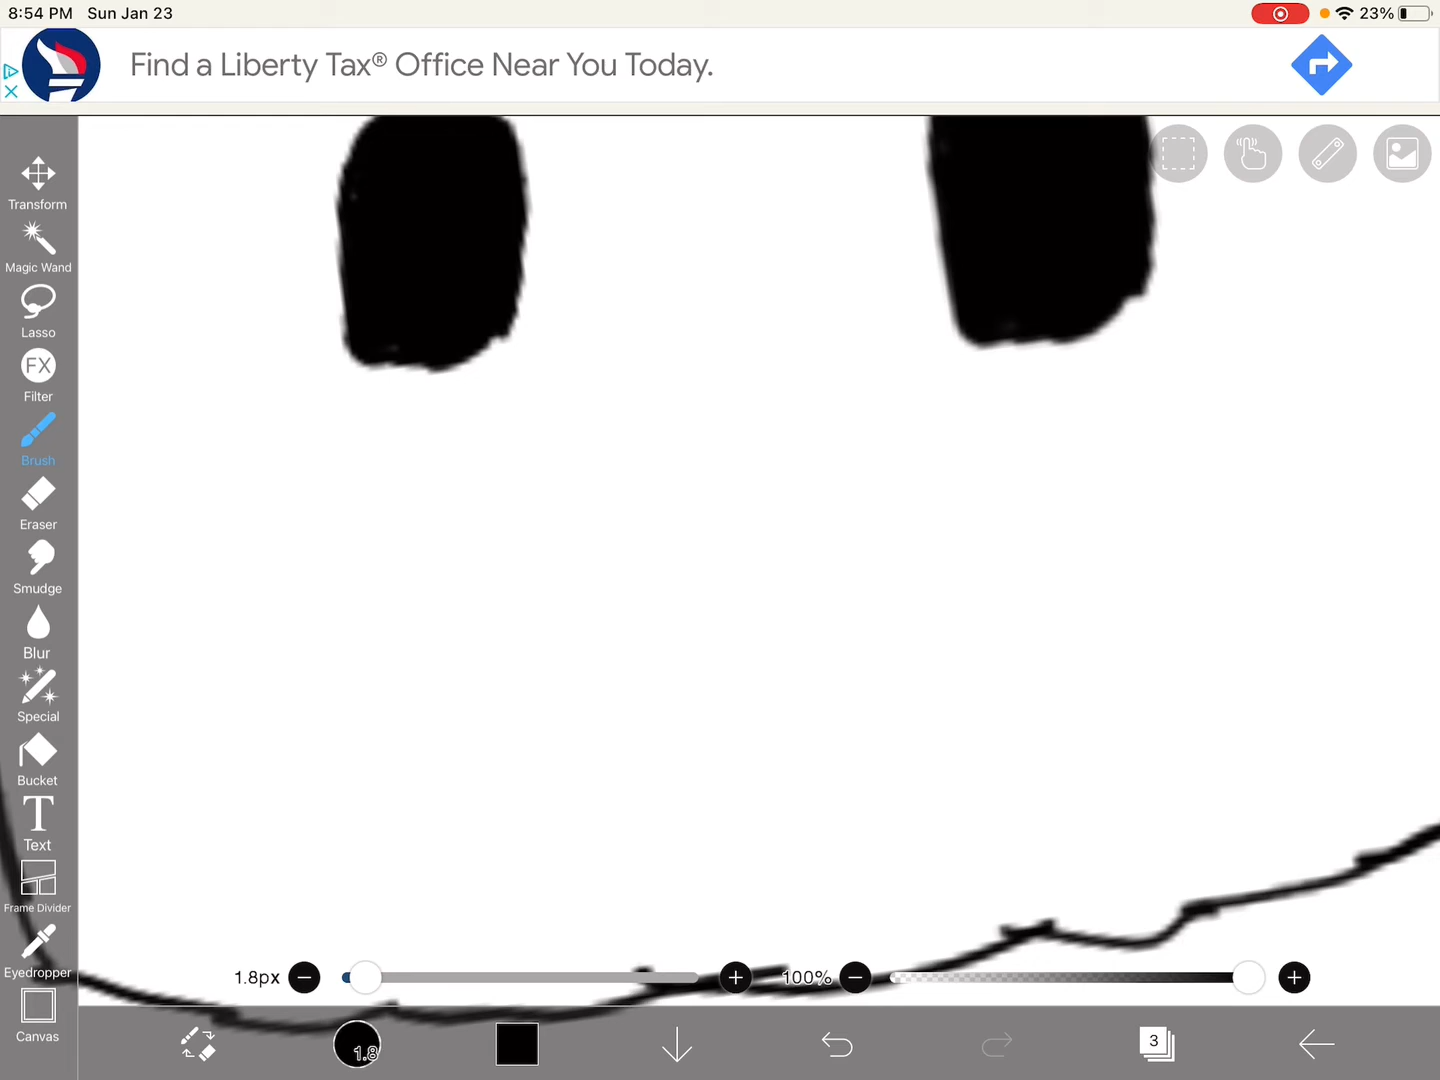 8:54 PM Sun Jan 23
23%
Find a Liberty Tax® Office Near You Today.
Transform
Magic Wand
Lasso
FX
Filter
Brush
Eraser
Smudge
Blur
Special
Bucket
T
Text
Frame Divider
Eyedropper
Canvas
1.8px
100%
1.8
3